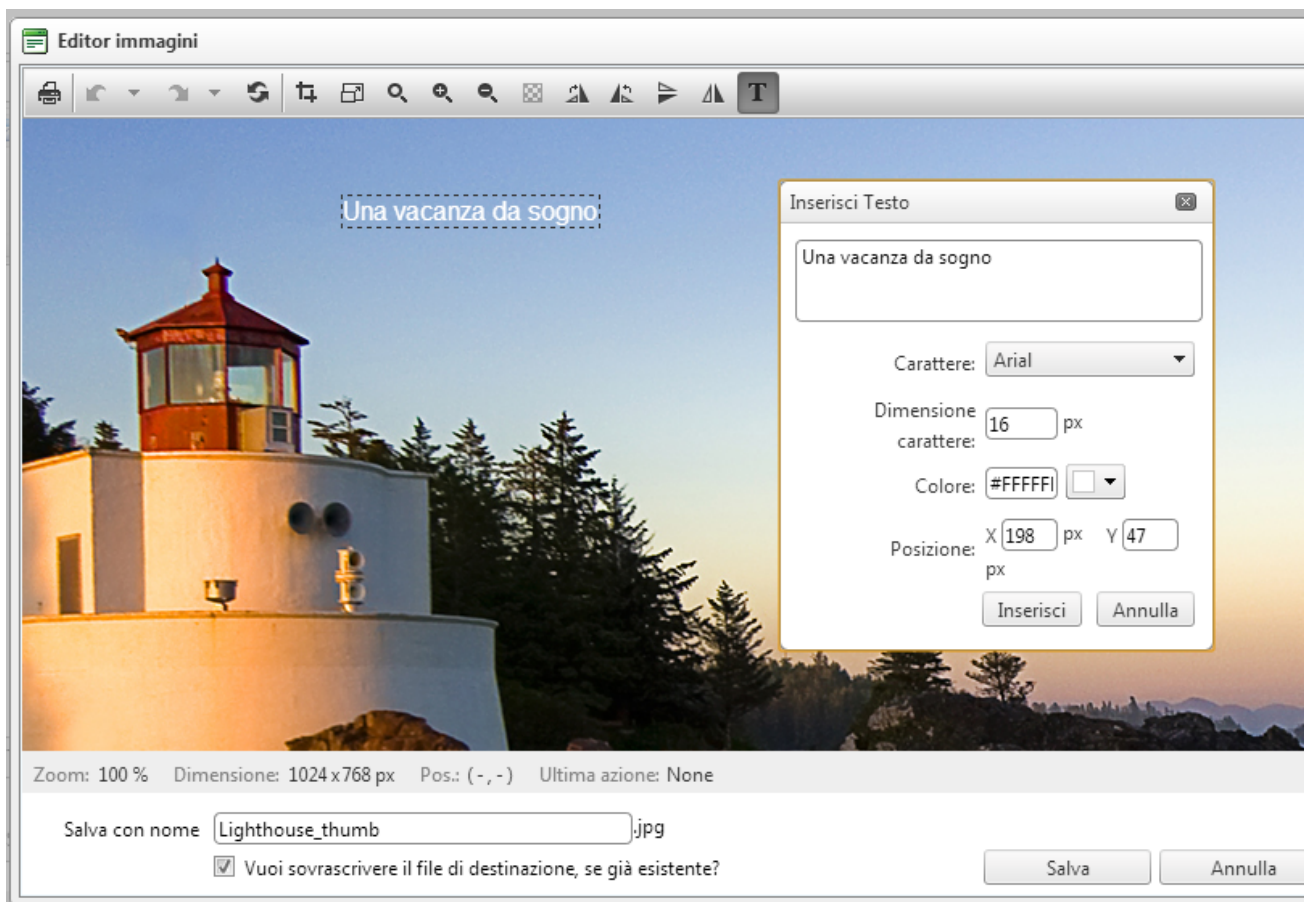 Editor immagini
T
Una vacanza da sogno
Inserisci Testo
Una vacanza da sogno
Carattere: Arial
Dimensione
carattere: 16 px
Colore: #FFFFF
Posizione: X 198 px Y 47
px
Inserisci Annulla
Zoom: 100 % Dimensione: 1024 x 768 px Pos.: ( - , - ) Ultima azione: None
Salva con nome Lighthouse_thumb .jpg
Vuoi sovrascrivere il file di destinazione, se già esistente?
Salva Annulla